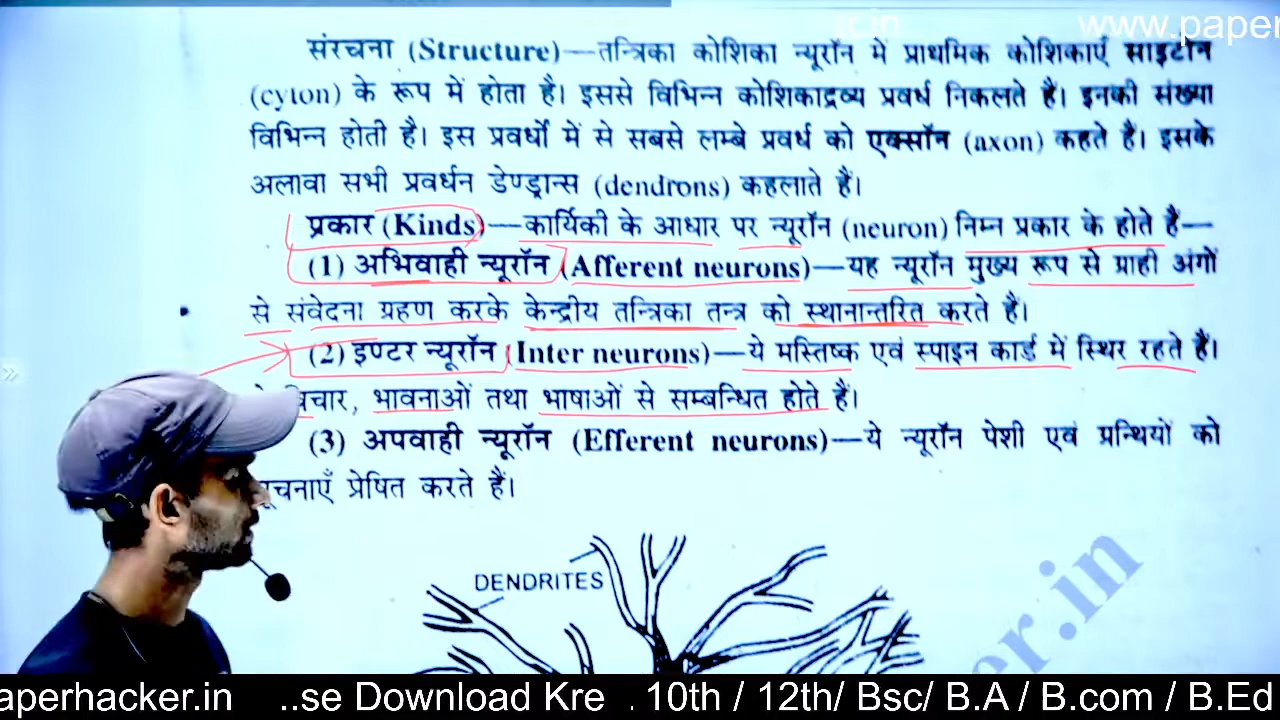 www.paper
संरचना (Structure)—तन्त्रिका कोशिका न्यूरॉन में प्राथमिक कोशिकाएँ साइटोन
(cyton) के रूप में होता है। इससे विभिन्न कोशिकाद्रव्य प्रवर्ध निकलते हैं। इनकी संख्या
विभिन्न होती है। इस प्रवर्धों में से सबसे लम्बे प्रवर्ध को एक्सॉन (axon) कहते हैं। इसके
अलावा सभी प्रवर्धन डेण्ड्रान्स (dendrons) कहलाते हैं।
प्रकार (Kinds)—कार्यिकी के आधार पर न्यूरॉन (neuron) निम्न प्रकार के होते हैं—
(1) अभिवाही न्यूरॉन (Afferent neurons)—यह न्यूरॉन मुख्य रूप से ग्राही अंगों
से संवेदना ग्रहण करके केन्द्रीय तन्त्रिका तन्त्र को स्थानान्तरित करते हैं।
(2) इण्टर न्यूरॉन (Inter neurons)—ये मस्तिष्क एवं स्पाइन कार्ड में स्थिर रहते हैं।
विचार, भावनाओं तथा भाषाओं से सम्बन्धित होते हैं।
(3) अपवाही न्यूरॉन (Efferent neurons)—ये न्यूरॉन पेशी एवं ग्रन्थियों को
सूचनाएँ प्रेषित करते हैं।
DENDRITES
er.in
aperhacker.in ..se Download Kre . 10th / 12th/ Bsc/ B.A / B.com / B.Ed